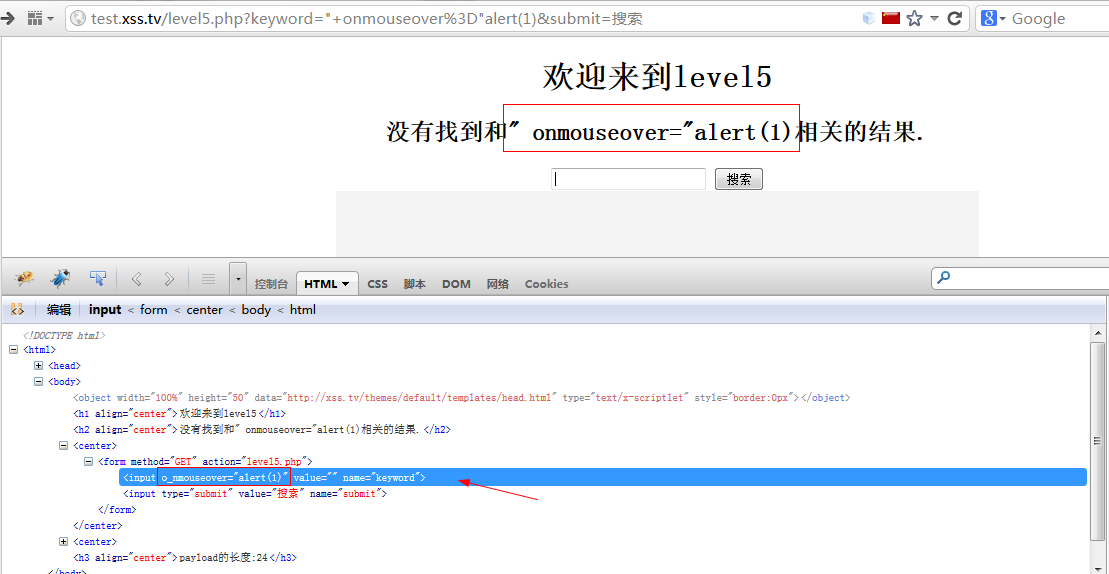 test.xss.tv/level5.php?keyword="+onmouseover%3D"alert(1)&submit=搜索
Google
欢迎来到level5
没有找到和" onmouseover="alert(1)相关的结果.
搜索
控制台 HTML CSS 脚本 DOM 网络 Cookies
编辑 input < form < center < body < html
<!DOCTYPE html>
<html>
<head>
<body>
<object width="100%" height="50" data="http://xss.tv/themes/default/templates/head.html" type="text/x-scriptlet" style="border:0px"></object>
<h1 align="center">欢迎来到level5</h1>
<h2 align="center">没有找到和" onmouseover="alert(1)相关的结果.</h2>
<center>
<form method="GET" action="level5.php">
<input o_nmouseover="alert(1)" value="" name="keyword">
<input type="submit" value="搜索" name="submit">
</form>
</center>
<center>
<h3 align="center">payload的长度:24</h3>
</body>